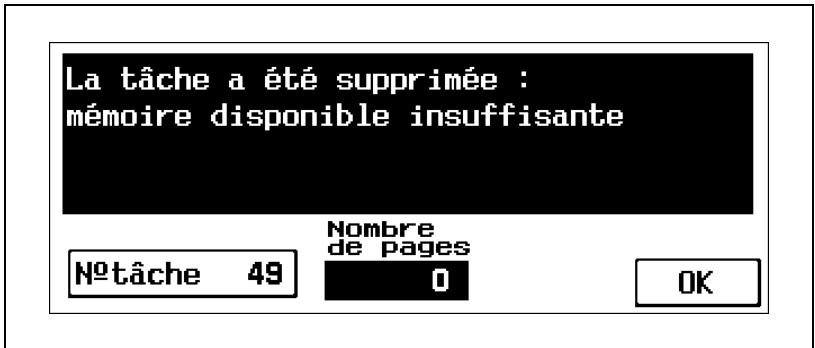 La tâche a été supprimée :
mémoire disponible insuffisante
Nombre
de pages
Nºtâche 49
0
OK